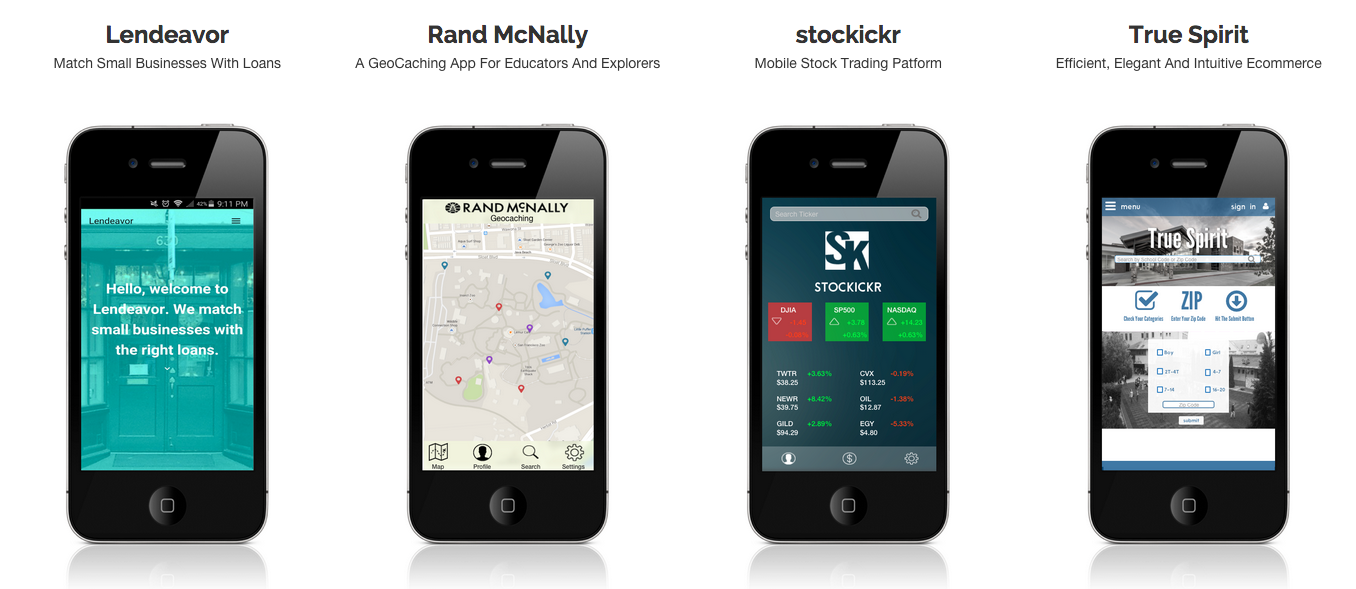 Lendeavor
Match Small Businesses With Loans
Rand McNally
A GeoCaching App For Educators And Explorers
stockickr
Mobile Stock Trading Patform
True Spirit
Efficient, Elegant And Intuitive Ecommerce
42% 9:11 PM
Lendeavor
630
Hello, welcome to
Lendeavor. We match
small businesses with
the right loans.
RAND McNALLY
Geocaching
Map Profile Search Settings
Search Ticker
SK
STOCKICKR
DJIA SP500 NASDAQ
+3.78 +14.23
+0.63% +0.63%
TWTR +3.63% CVX -0.19%
$38.25 $113.25
NEWR +8.42% OIL -1.38%
$39.75 $12.87
GILD +2.89% EGY -5.33%
$94.29 $4.80
menu sign in
True Spirit
Search by School Code or Zip Code
ZIP
Check Your Categories Enter Your Zip Code Hit The Submit Button
Boy Girl
2T-4T 4-7
7-14 16-20
Zip Code
submit